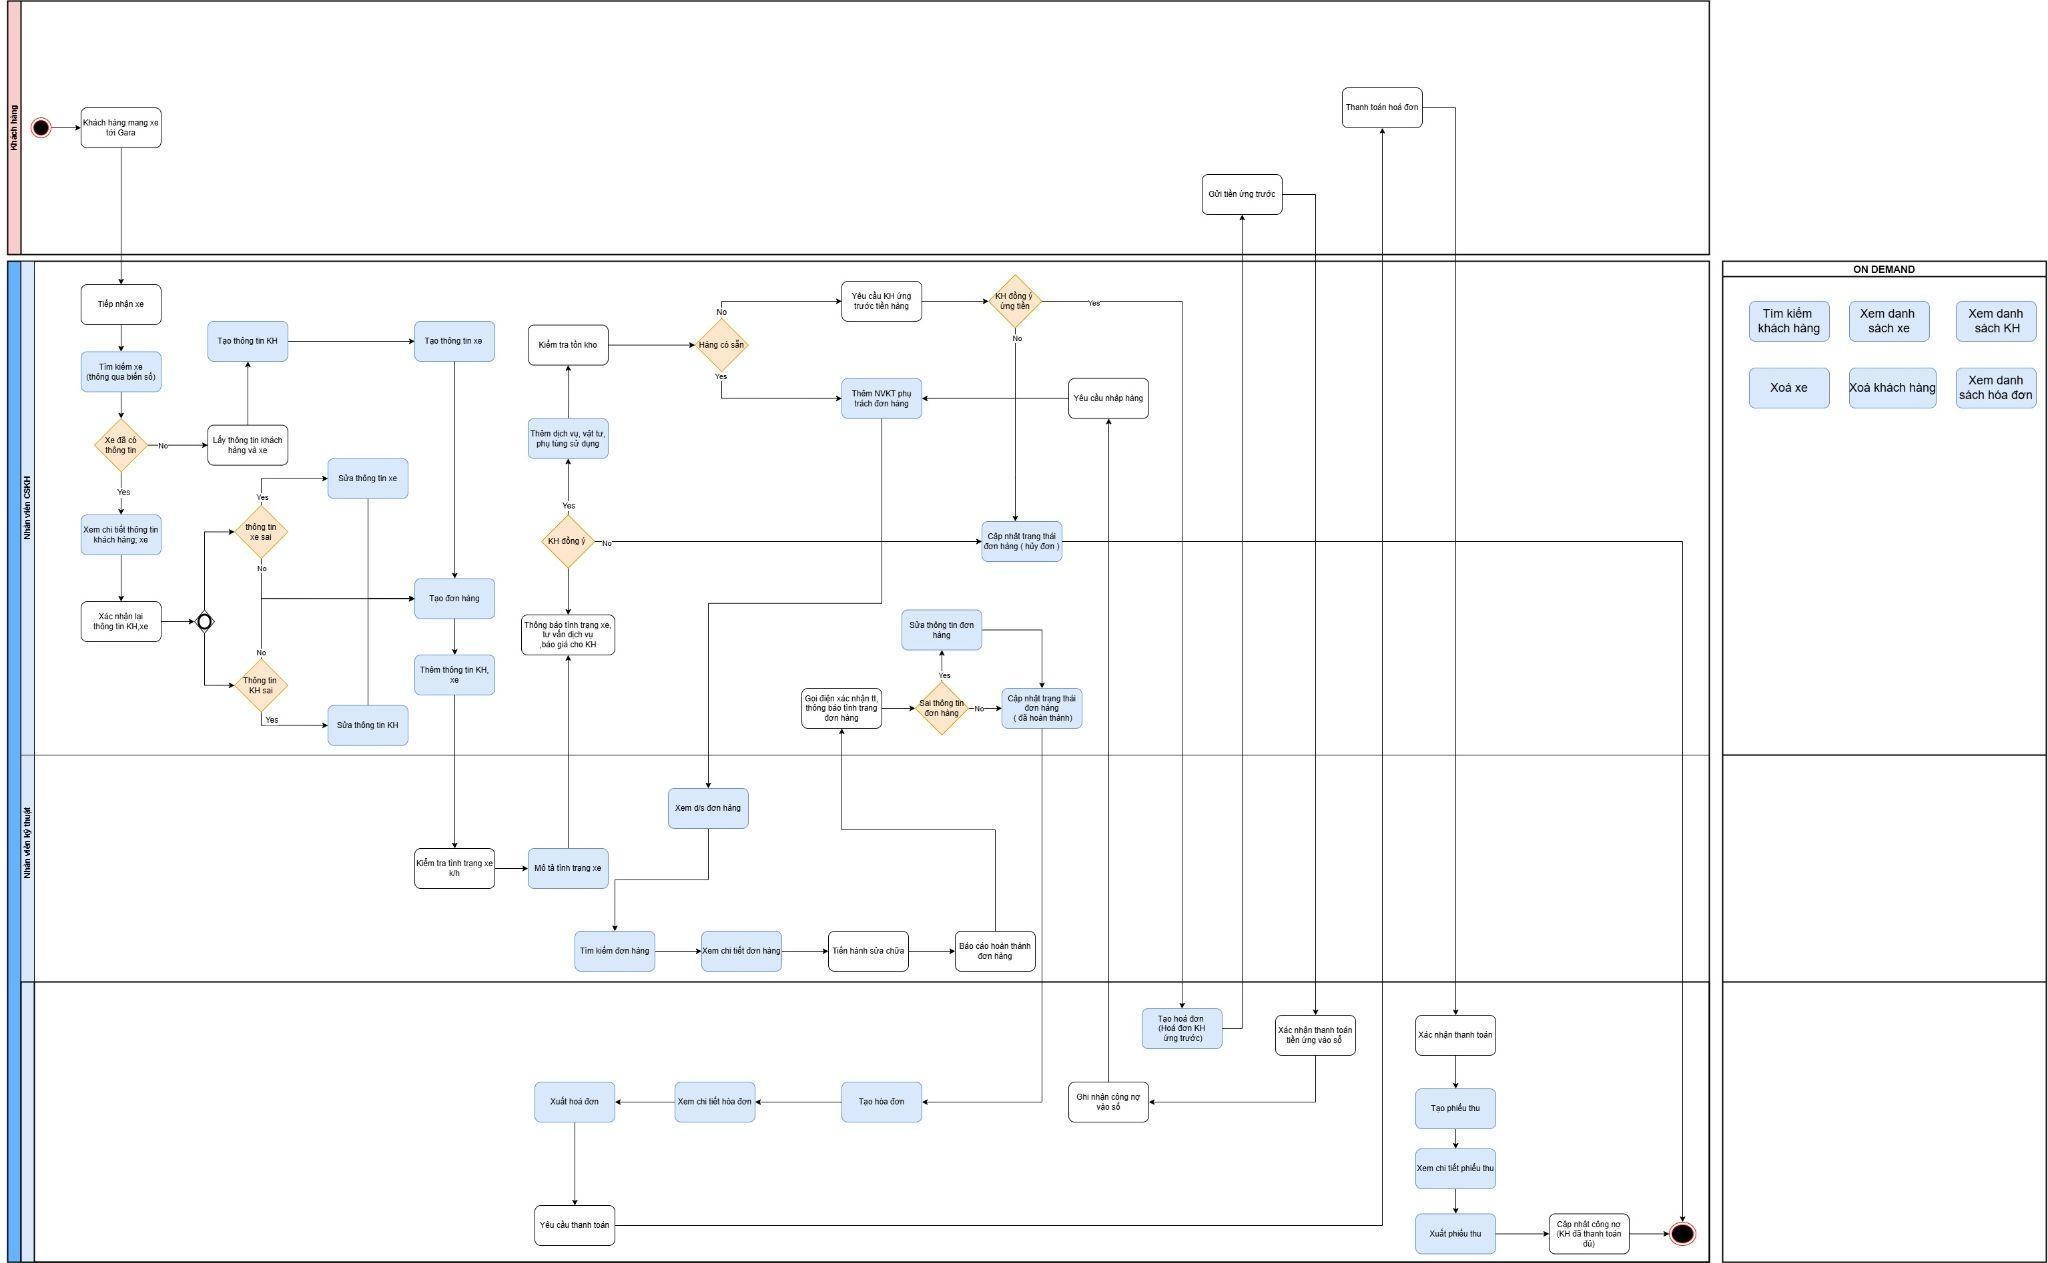 Khách hàng
Khách hàng mang xe
tới Gara
Thanh toán hoá đơn
Gửi tiền ứng trước
Nhân viên CSKH
Tiếp nhận xe
Tìm kiếm xe
(thông qua biển số)
Xe đã có
thông tin
No
Yes
Lấy thông tin khách
hàng và xe
Tạo thông tin KH
Tạo thông tin xe
Xem chi tiết thông tin
khách hàng; xe
Xác nhận lại
thông tin KH,xe
thông tin
xe sai
Yes
No
Sửa thông tin xe
Thông tin
KH sai
No
Yes
Sửa thông tin KH
Tạo đơn hàng
Thêm thông tin KH,
xe
Kiểm tra tồn kho
Thêm dịch vụ, vật tư,
phụ tùng sử dụng
Yes
KH đồng ý
No
Thông báo tình trạng xe,
tư vấn dịch vụ
,báo giá cho KH
Hàng có sẵn
No
Yes
Yêu cầu KH ứng
trước tiền hàng
KH đồng ý
ứng tiền
Yes
No
Thêm NVKT phụ
trách đơn hàng
Yêu cầu nhập hàng
Cập nhật trạng thái
đơn hàng ( hủy đơn )
Sửa thông tin đơn
hàng
Yes
Gọi điện xác nhận tt,
thông báo tình trang
đơn hàng
Sai thông tin
đơn hàng
No
Cập nhật trạng thái
đơn hàng
( đã hoàn thành)
Nhân viên kỹ thuật
Xem d/s đơn hàng
Kiểm tra tình trạng xe
k/h
Mô tả tình trạng xe
Tìm kiếm đơn hàng
Xem chi tiết đơn hàng
Tiến hành sửa chữa
Báo cáo hoàn thành
đơn hàng
Tạo hoá đơn
(Hoá đơn KH
ứng trước)
Xác nhận thanh toán
tiền ứng vào sổ
Xác nhận thanh toán
Xuất hoá đơn
Xem chi tiết hóa đơn
Tạo hóa đơn
Ghi nhận công nợ
vào sổ
Tạo phiếu thu
Xem chi tiết phiếu thu
Yêu cầu thanh toán
Xuất phiếu thu
Cập nhật công nợ
(KH đã thanh toán
đủ)
ON DEMAND
Tìm kiếm
khách hàng
Xem danh
sách xe
Xem danh
sách KH
Xoá xe
Xoá khách hàng
Xem danh
sách hóa đơn